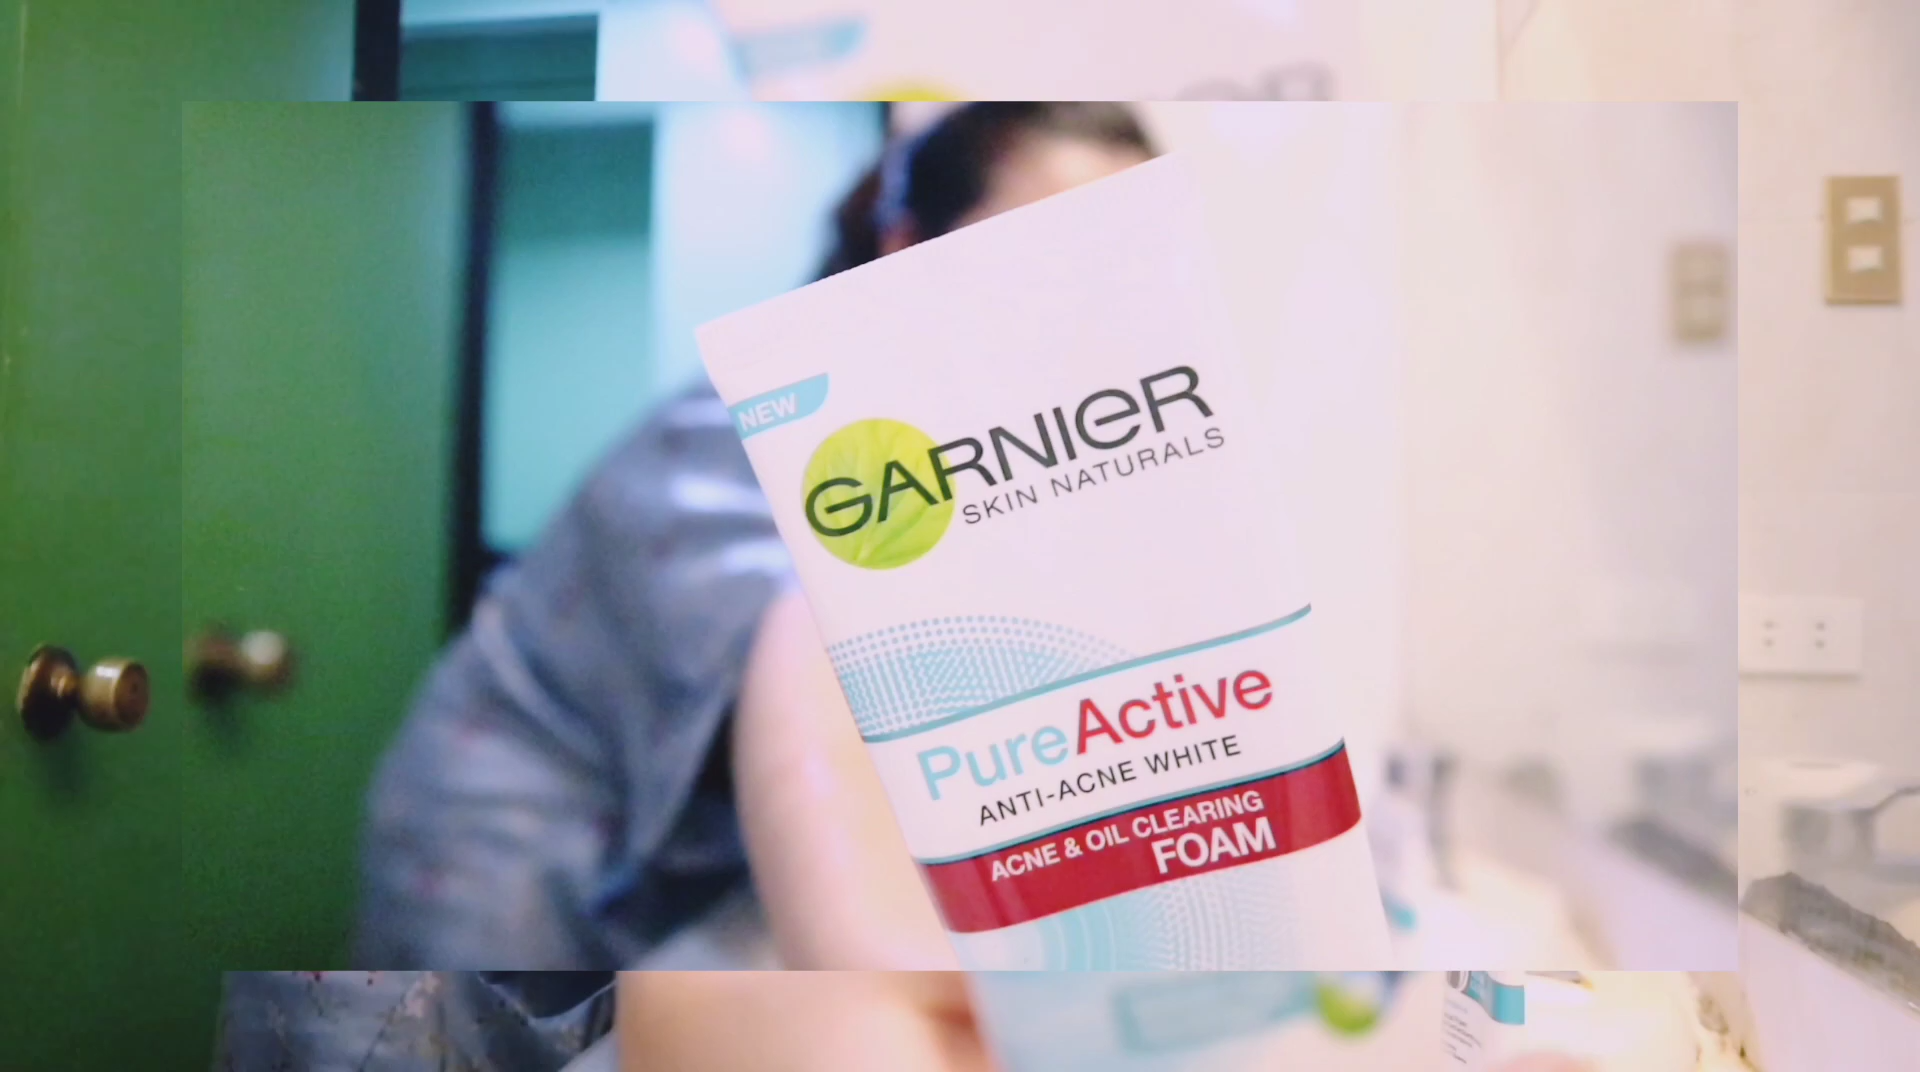 NEW
GARNIER
SKIN NATURALS
PureActive
ANTI-ACNE WHITE
ACNE & OIL CLEARING
FOAM